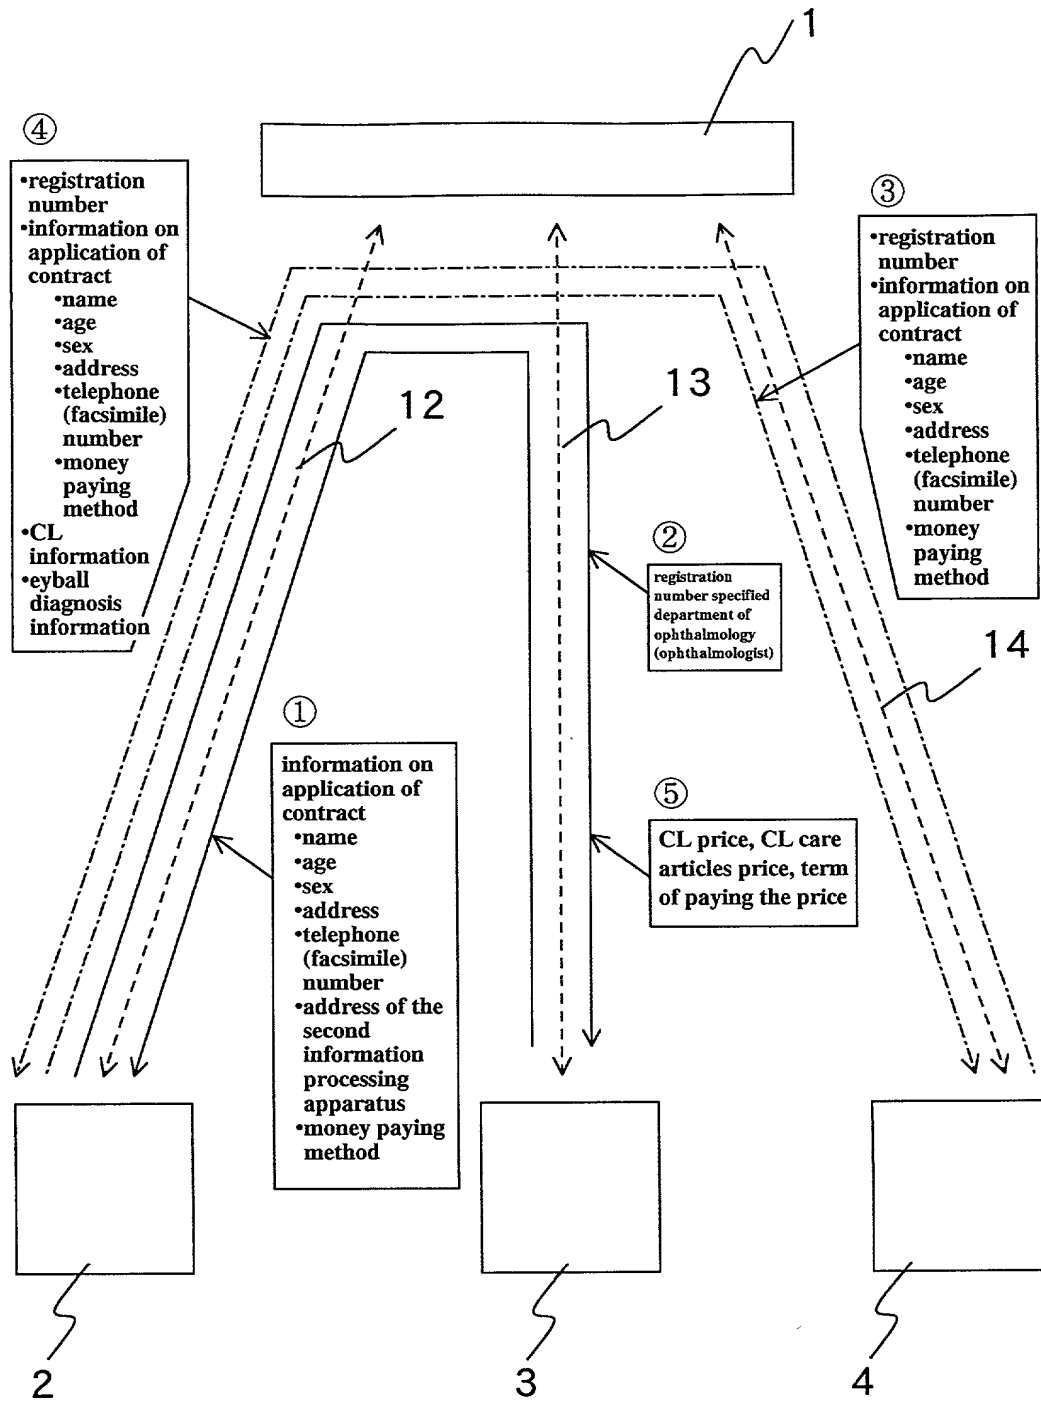 1
④
•registration
number
•information on
application of
contract
•name
•age
•sex
•address
•telephone
(facsimile)
number
•money
paying
method
•CL
information
•eyball
diagnosis
information
③
•registration
number
•information on
application of
contract
•name
•age
•sex
•address
•telephone
(facsimile)
number
•money
paying
method
12
13
②
registration
number specified
department of
ophthalmology
(ophthalmologist)
14
①
information on
application of
contract
•name
•age
•sex
•address
•telephone
(facsimile)
number
•address of the
second
information
processing
apparatus
•money paying
method
⑤
CL price, CL care
articles price, term
of paying the price
2
3
4